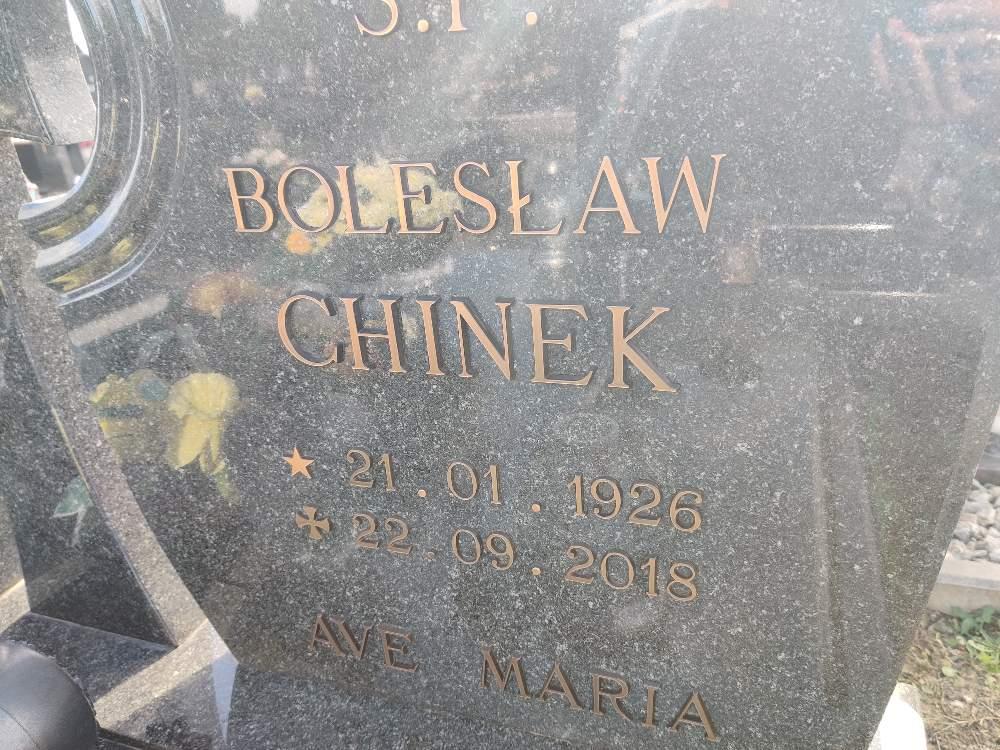 Ś.P.
BOLESŁAW
CHINEK
21.01.1926
22.09.2018
AVE MARIA